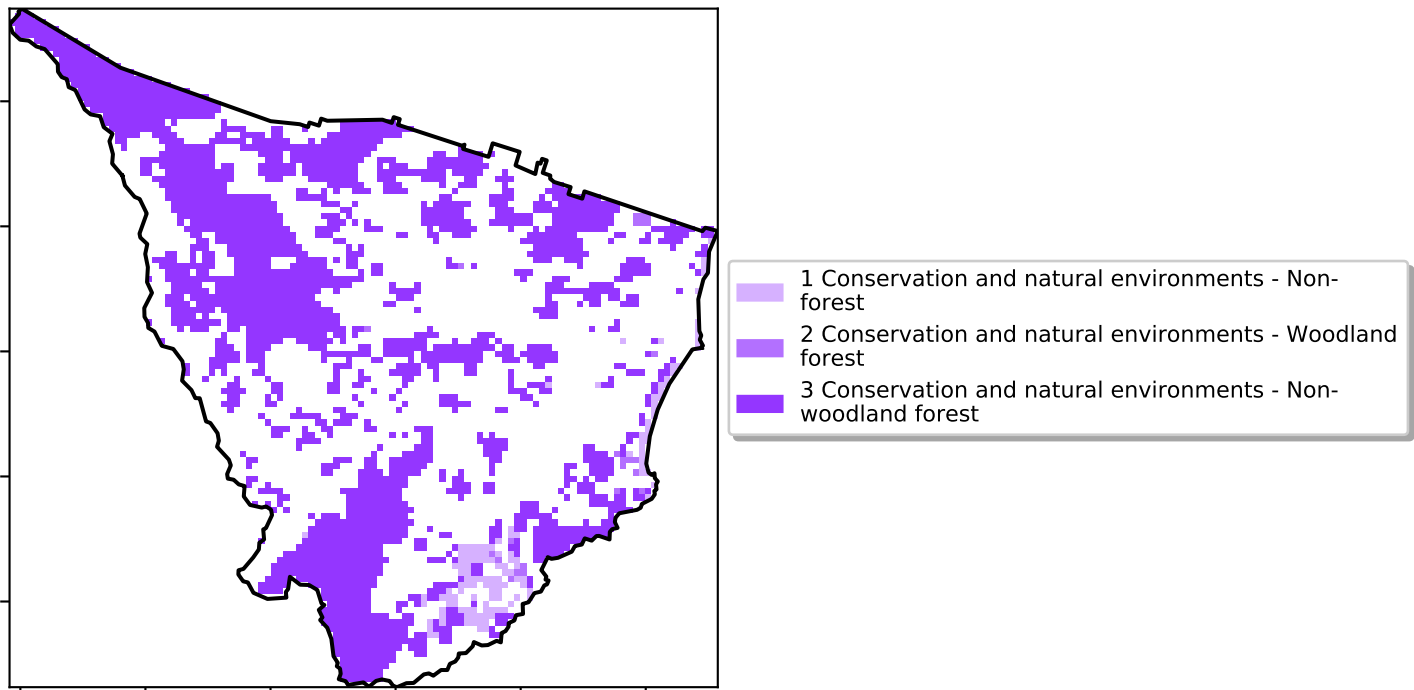 1 Conservation and natural environments - Non-
forest
2 Conservation and natural environments - Woodland
forest
3 Conservation and natural environments - Non-
woodland forest